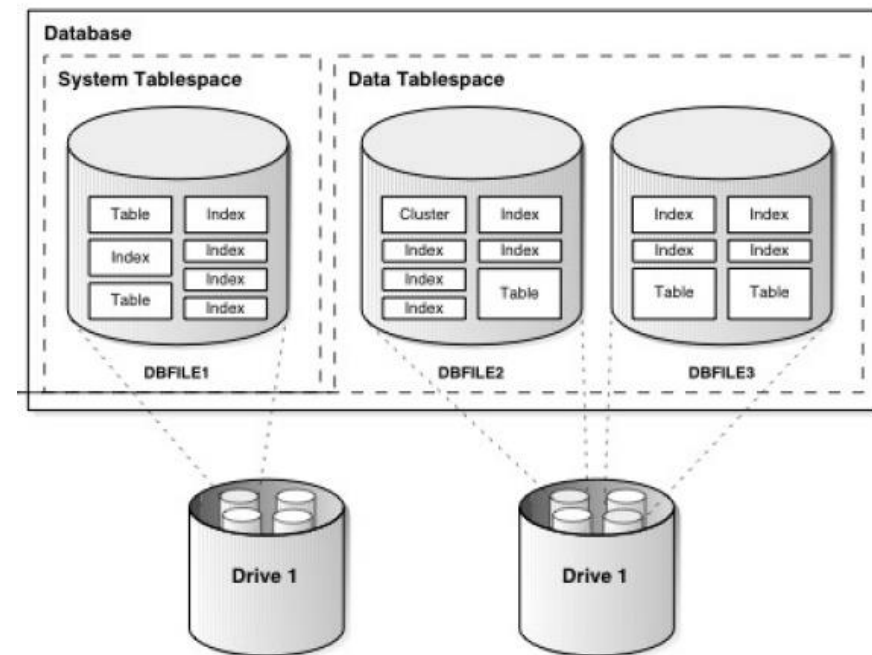 Database
System Tablespace
Data Tablespace
Table
Index
Index
Index
Table
Index
Index
Cluster
Index
Index
Index
Index
Index
Table
Index
Index
Index
Index
Table
Table
DBFILE1
DBFILE2
DBFILE3
Drive 1
Drive 1